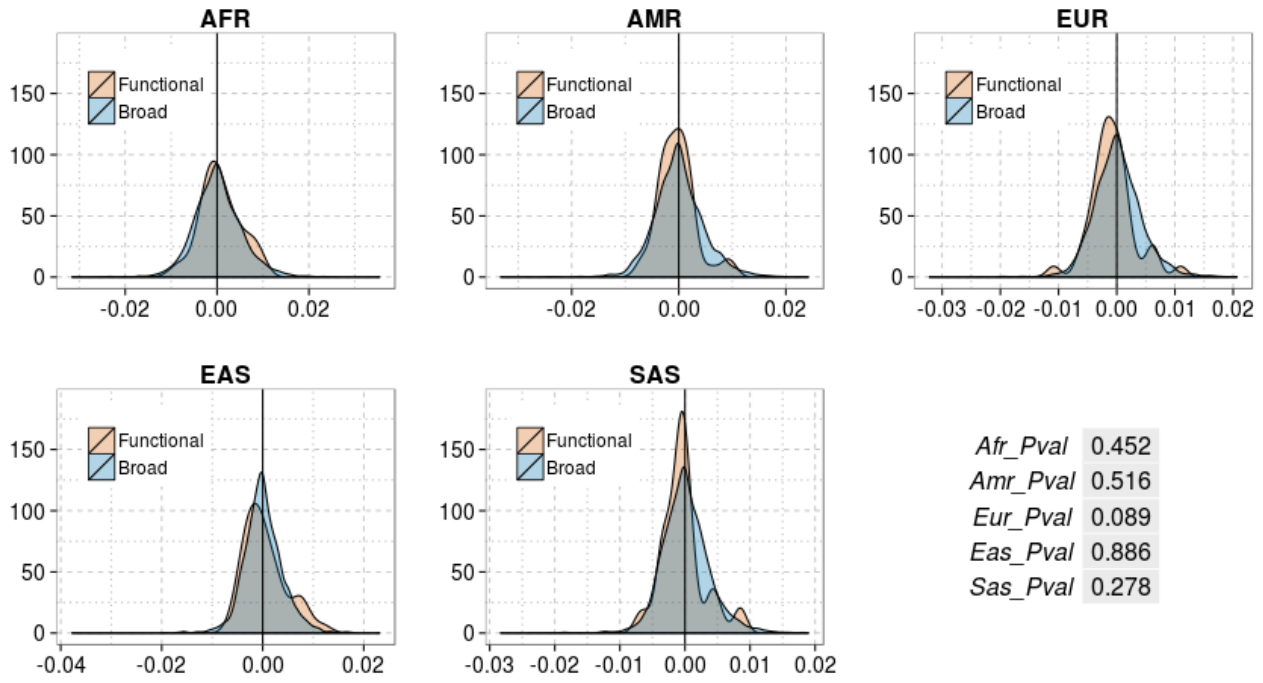 AFR
Functional
Broad
150
100
50
0
-0.02 0.00 0.02
AMR
Functional
Broad
150
100
50
0
-0.02 0.00 0.02
EUR
Functional
Broad
150
100
50
0
-0.03 -0.02 -0.01 0.00 0.01 0.02
EAS
Functional
Broad
150
100
50
0
-0.04 -0.02 0.00 0.02
SAS
Functional
Broad
150
100
50
0
-0.03 -0.02 -0.01 0.00 0.01 0.02
Afr_Pval 0.452
Amr_Pval 0.516
Eur_Pval 0.089
Eas_Pval 0.886
Sas_Pval 0.278